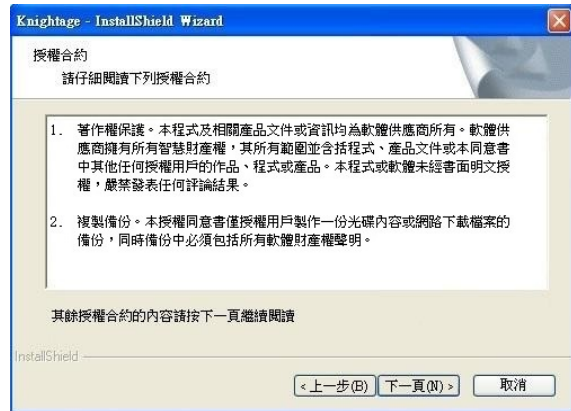 Knightage - InstallShield Wizard
授權合約
請仔細閱讀下列授權合約
1. 著作權保護。本程式及相關產品文件或資訊均為軟體供應商所有。軟體供
應商擁有所有智慧財產權，其所有範圍並含括程式、產品文件或本同意書
中其他任何授權用戶的作品、程式或產品。本程式或軟體未經書面明文授
權，嚴禁發表任何評論結果。
2. 複製備份。本授權同意書僅授權用戶製作一份光碟內容或網路下載檔案的
備份，同時備份中必須包括所有軟體財產權聲明。
其餘授權合約的內容請按下一頁繼續閱讀
InstallShield
<上一步(B) 下一頁(N)> 取消